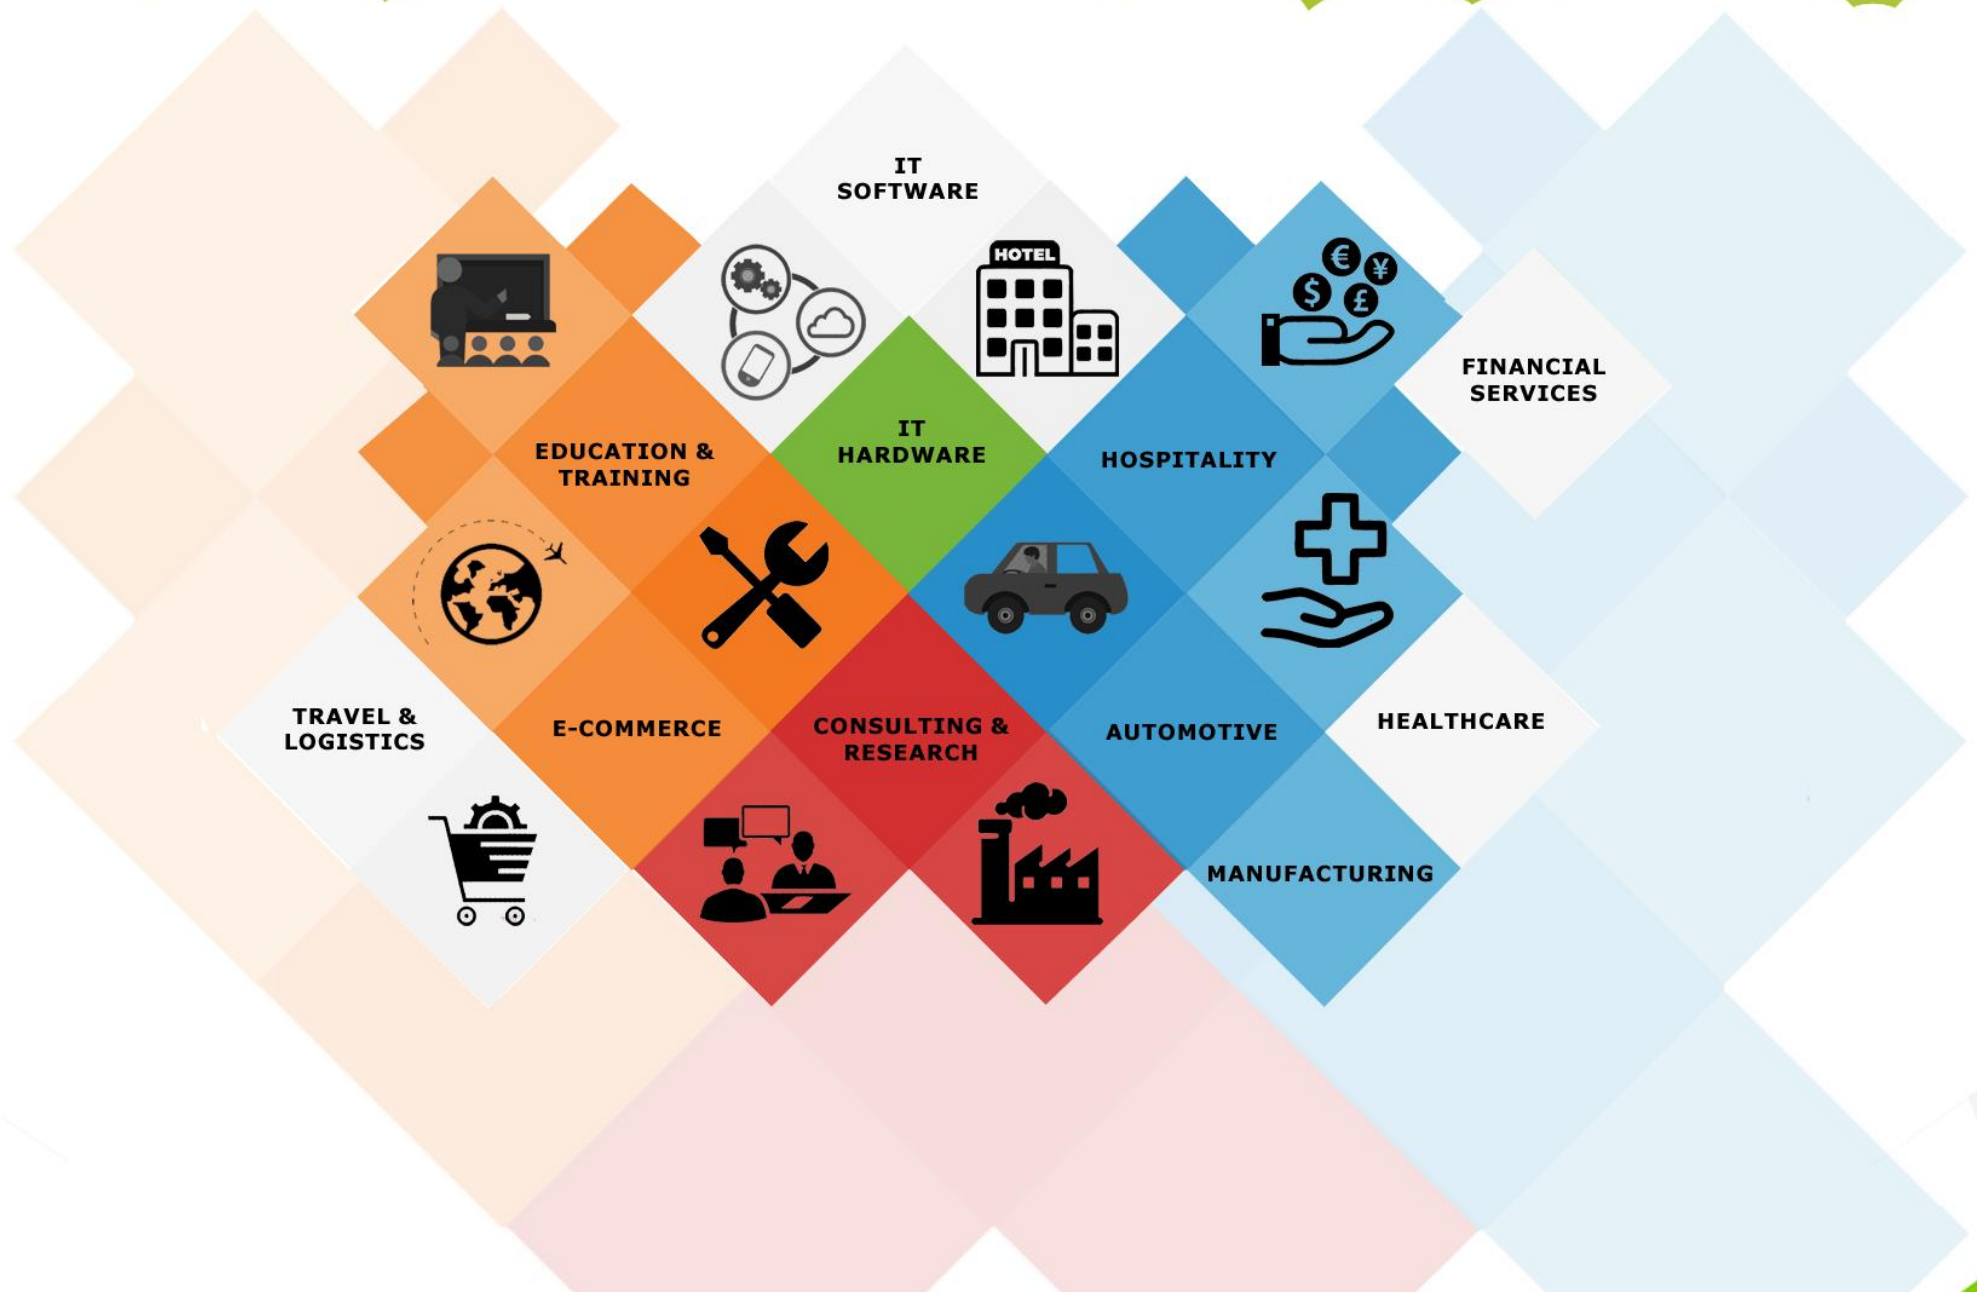 IT
SOFTWARE
HOTEL
€
¥
$
£
FINANCIAL
SERVICES
EDUCATION &
TRAINING
IT
HARDWARE
HOSPITALITY
TRAVEL &
LOGISTICS
E-COMMERCE
CONSULTING &
RESEARCH
AUTOMOTIVE
HEALTHCARE
MANUFACTURING